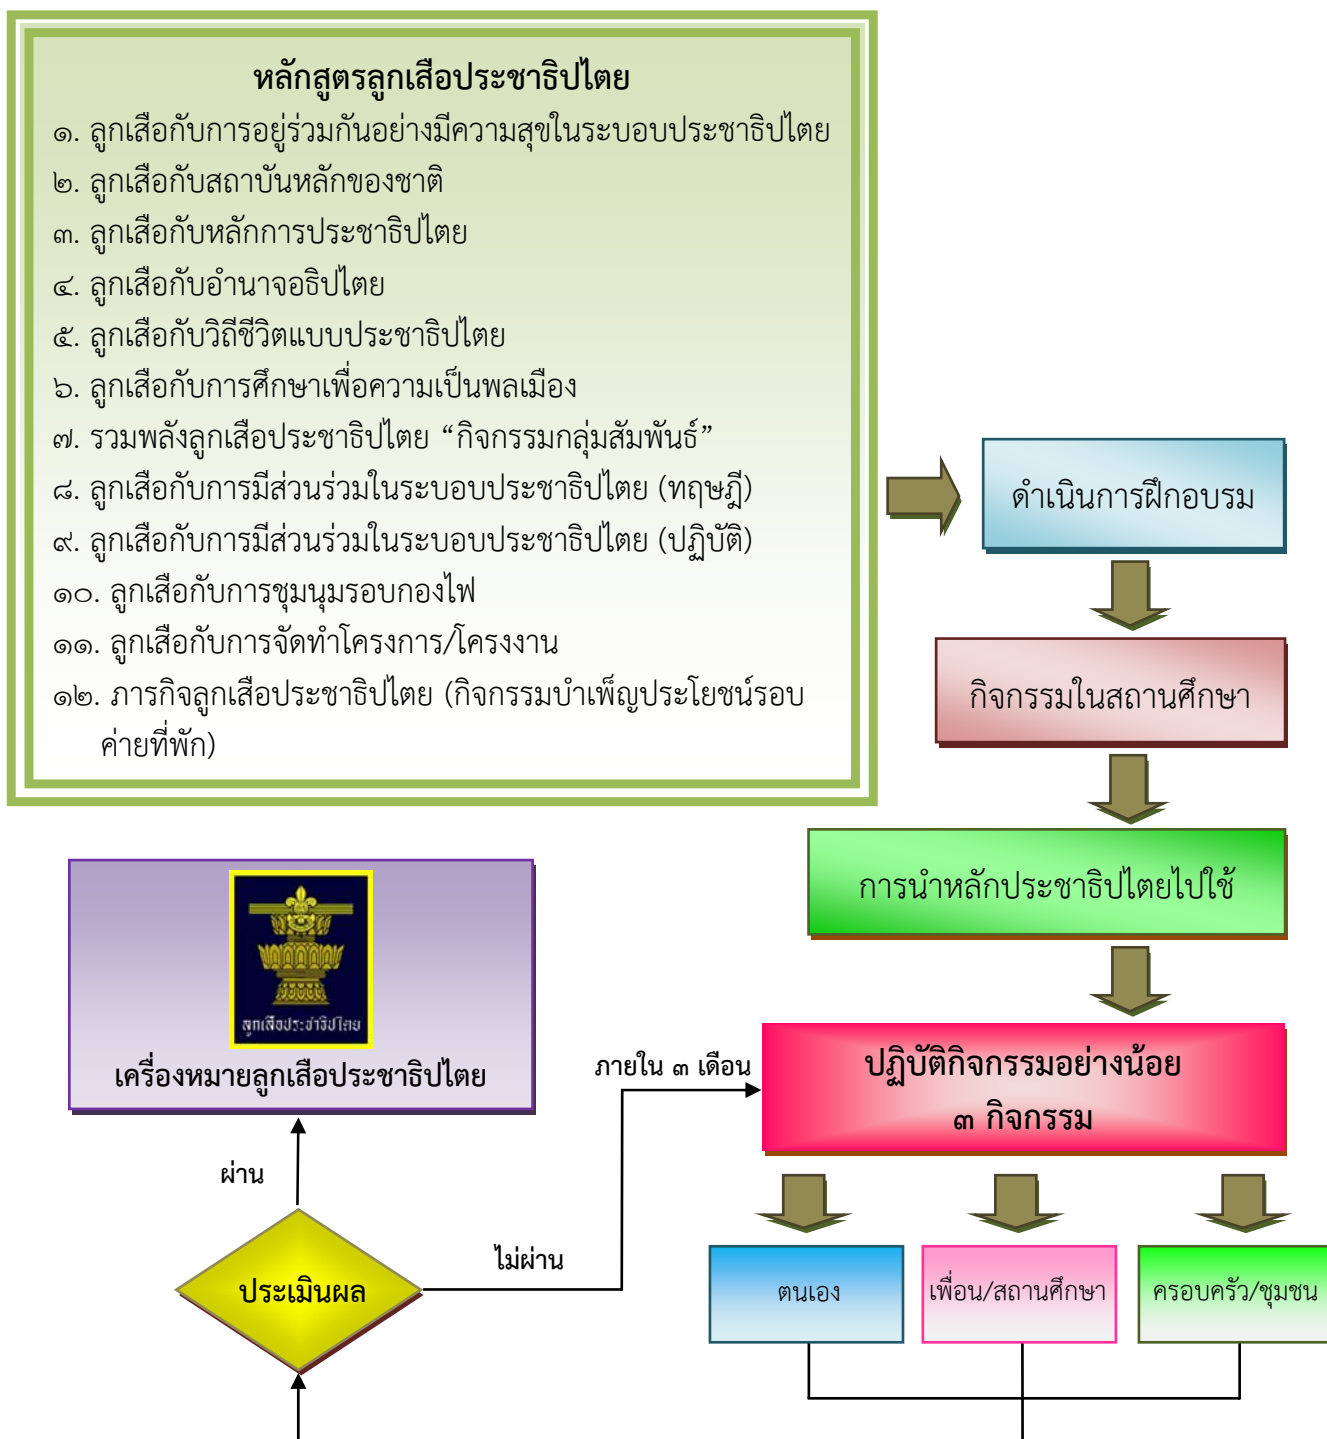 หลักสูตรลูกเสือประชาธิปไตย
๑. ลูกเสือกับการอยู่ร่วมกันอย่างมีความสุขในระบอบประชาธิปไตย
๒. ลูกเสือกับสถาบันหลักของชาติ
๓. ลูกเสือกับหลักการประชาธิปไตย
๔. ลูกเสือกับอำนาจอธิปไตย
๕. ลูกเสือกับวิถีชีวิตแบบประชาธิปไตย
๖. ลูกเสือกับการศึกษาเพื่อความเป็นพลเมือง
๗. รวมพลังลูกเสือประชาธิปไตย “กิจกรรมกลุ่มสัมพันธ์”
๘. ลูกเสือกับการมีส่วนร่วมในระบอบประชาธิปไตย (ทฤษฎี)
๙. ลูกเสือกับการมีส่วนร่วมในระบอบประชาธิปไตย (ปฏิบัติ)
๑๐. ลูกเสือกับการชุมนุมรอบกองไฟ
๑๑. ลูกเสือกับการจัดทำโครงการ/โครงงาน
๑๒. ภารกิจลูกเสือประชาธิปไตย (กิจกรรมบำเพ็ญประโยชน์รอบ
ค่ายที่พัก)
ดำเนินการฝึกอบรม
กิจกรรมในสถานศึกษา
การนำหลักประชาธิปไตยไปใช้
ปฏิบัติกิจกรรมอย่างน้อย
๓ กิจกรรม
ตนเอง
เพื่อน/สถานศึกษา
ครอบครัว/ชุมชน
ภายใน ๓ เดือน
ไม่ผ่าน
ประเมินผล
ผ่าน
ลูกเสือประชาธิปไตย
เครื่องหมายลูกเสือประชาธิปไตย